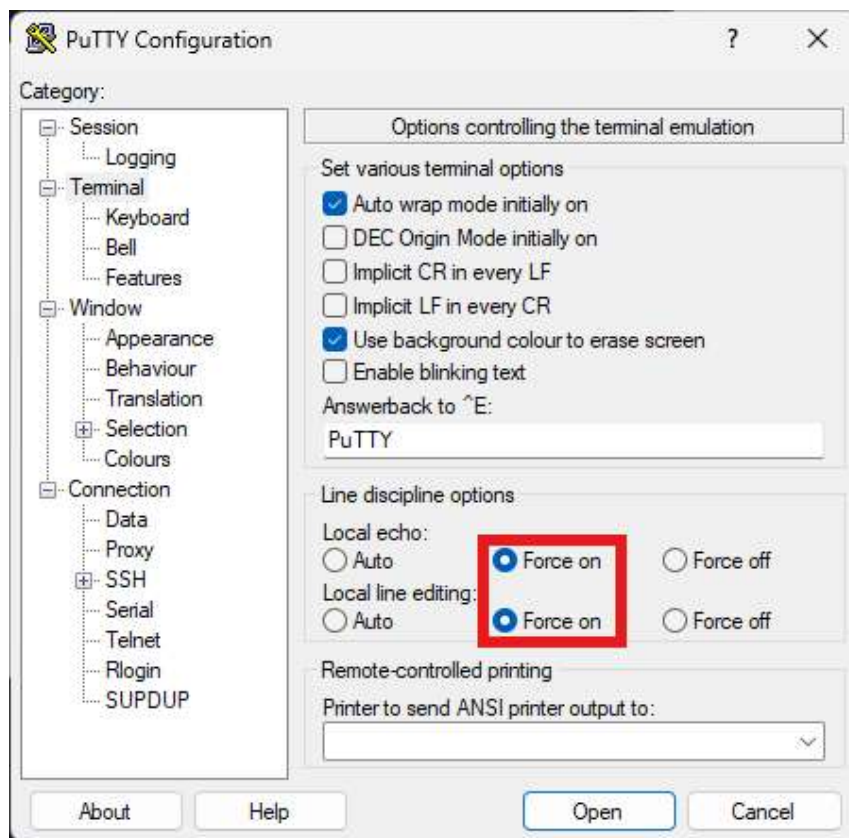 PuTTY Configuration
?
Category:
Session
Logging
Terminal
Keyboard
Bell
Features
Window
Appearance
Behaviour
Translation
Selection
Colours
Connection
Data
Proxy
SSH
Serial
Telnet
Rlogin
SUPDUP
Options controlling the terminal emulation
Set various terminal options
Auto wrap mode initially on
DEC Origin Mode initially on
Implicit CR in every LF
Implicit LF in every CR
Use background colour to erase screen
Enable blinking text
Answerback to ^E:
PuTTY
Line discipline options
Local echo:
Auto Force on Force off
Local line editing:
Auto Force on Force off
Remote-controlled printing
Printer to send ANSI printer output to:
About Help Open Cancel